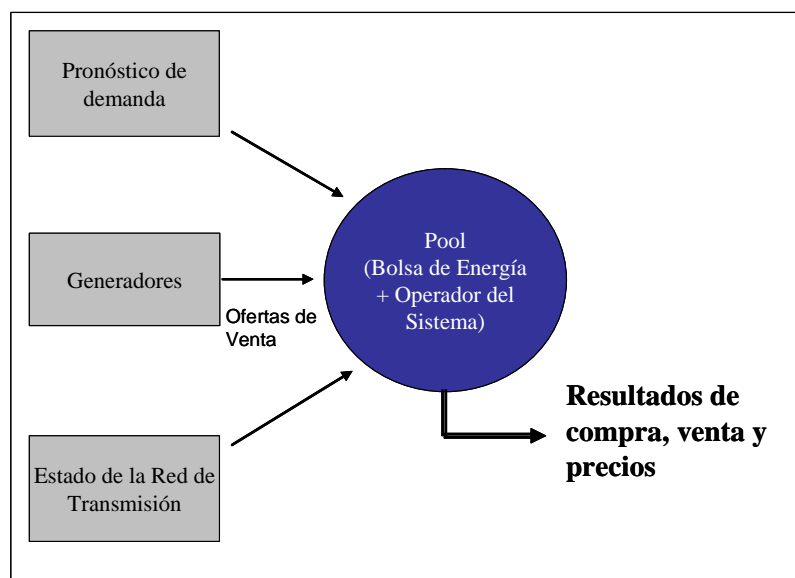 Pronóstico de
demanda
Generadores
Ofertas de
Venta
Estado de la Red de
Transmisión
Pool
(Bolsa de Energía
+ Operador del
Sistema)
Resultados de
compra, venta y
precios